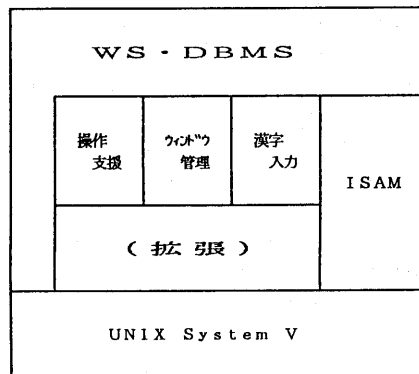 WS・DBMS
操作
支援
ウィンドウ
管理
漢字
入力
ISAM
(拡張)
UNIX System V